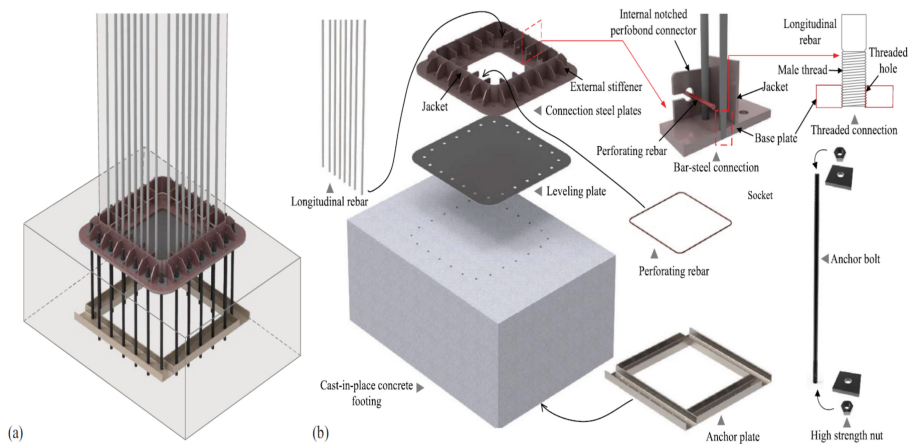 Internal notched
perfobond connector
Longitudinal
rebar
Threaded
hole
Male thread
External stiffener
Jacket
Jacket
Connection steel plates
Base plate
Threaded connection
Perforating rebar
Bar-steel connection
Longitudinal rebar
Leveling plate
Socket
Perforating rebar
Anchor bolt
Cast-in-place concrete
footing
Anchor plate
High strength nut
(a)
(b)